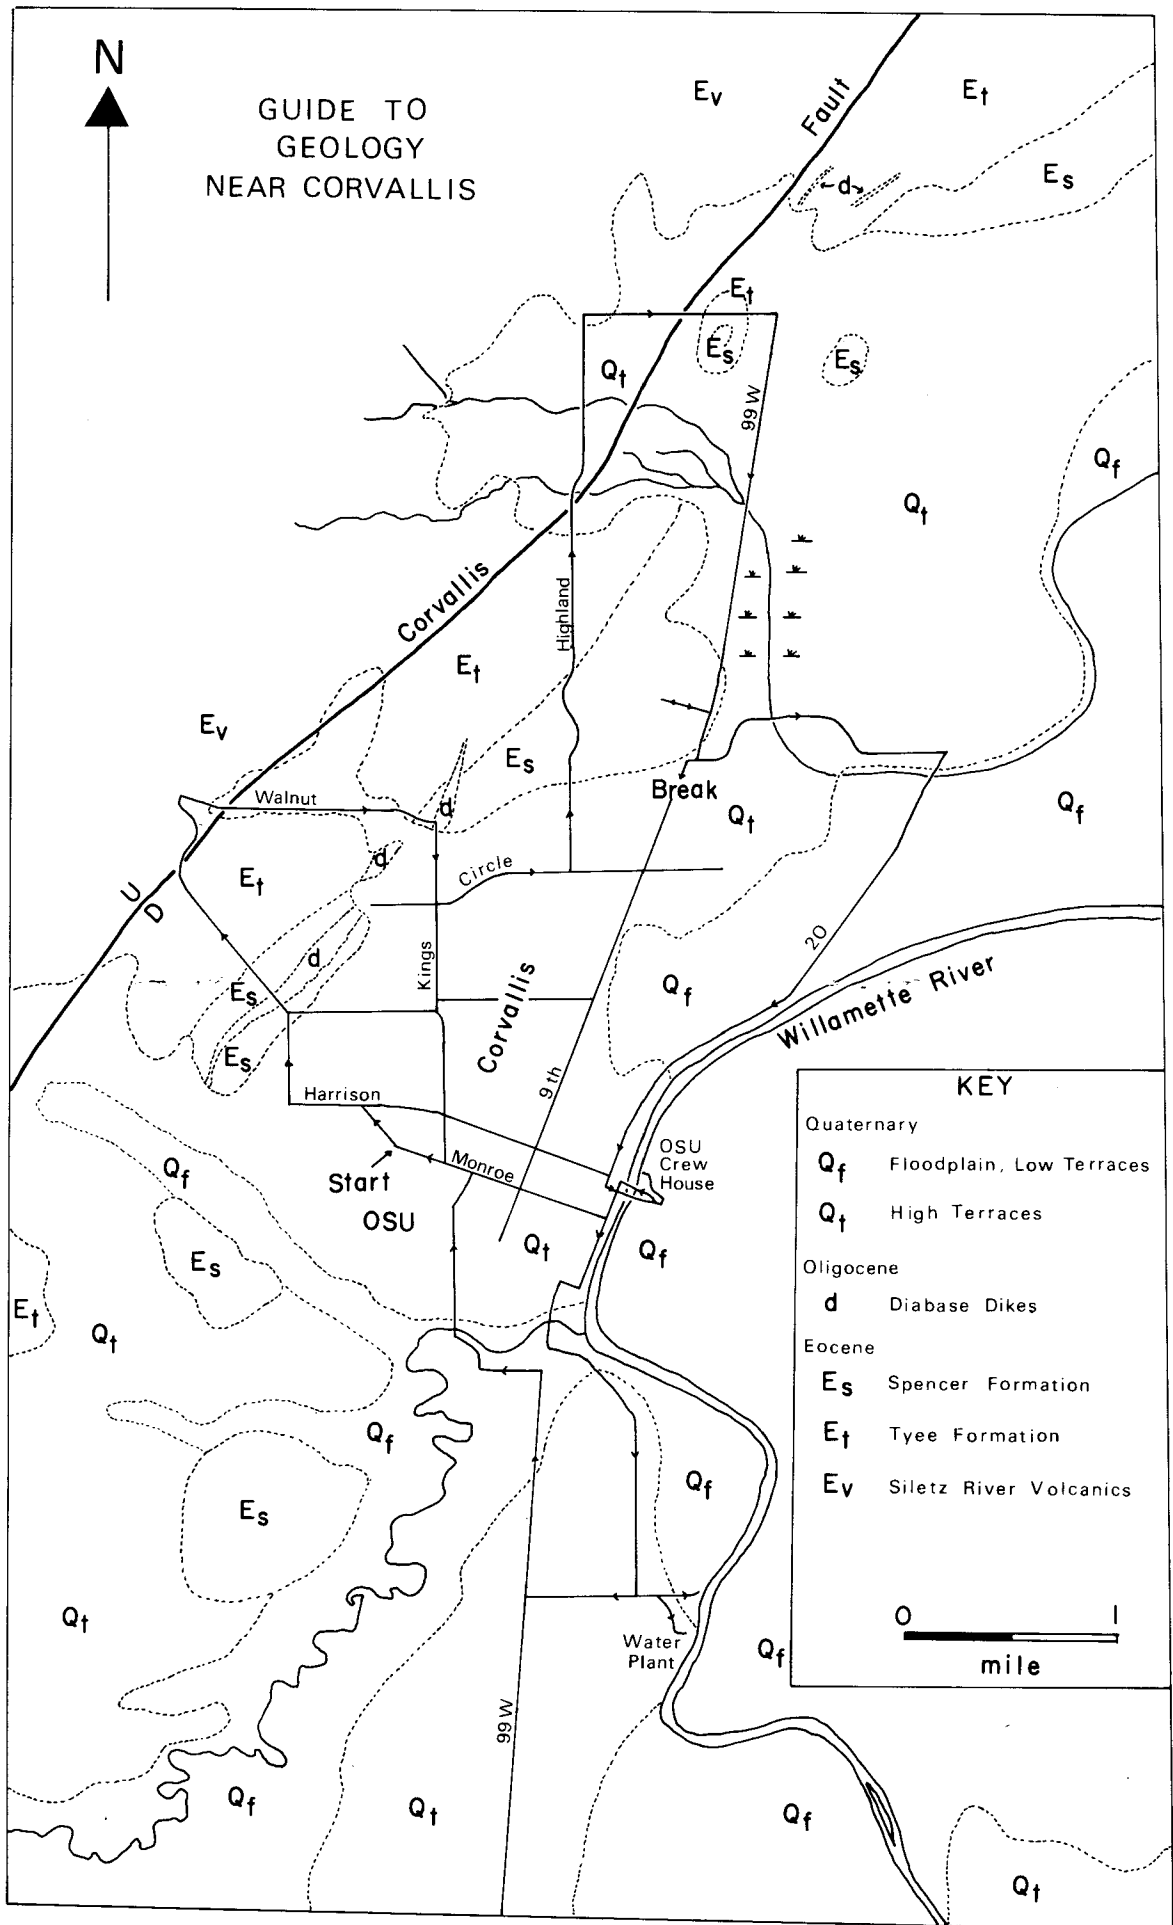 N
GUIDE TO
GEOLOGY
NEAR CORVALLIS
Ev
Fault
Et
Es
d
Et
Es
Es
Qt
99W
Qf
Qt
Corvallis
Highland
Et
Ev
Es
Break
Walnut
d
Qt
Qf
d
Circle
Et
U
D
20
d
Kings
Corvallis
Qf
Willamette River
Es
Es
9th
Harrison
KEY
Quaternary
Qf Floodplain, Low Terraces
Qt High Terraces
Oligocene
d Diabase Dikes
Eocene
Es Spencer Formation
Et Tyee Formation
Ev Siletz River Volcanics
0 1
mile
OSU
Crew
House
Monroe
Qf
Start
OSU
Qt
Qf
Es
Et
Qt
Qf
Qf
Es
Qt
Water
Plant
Qf
99W
Qf
Qt
Qf
Qt